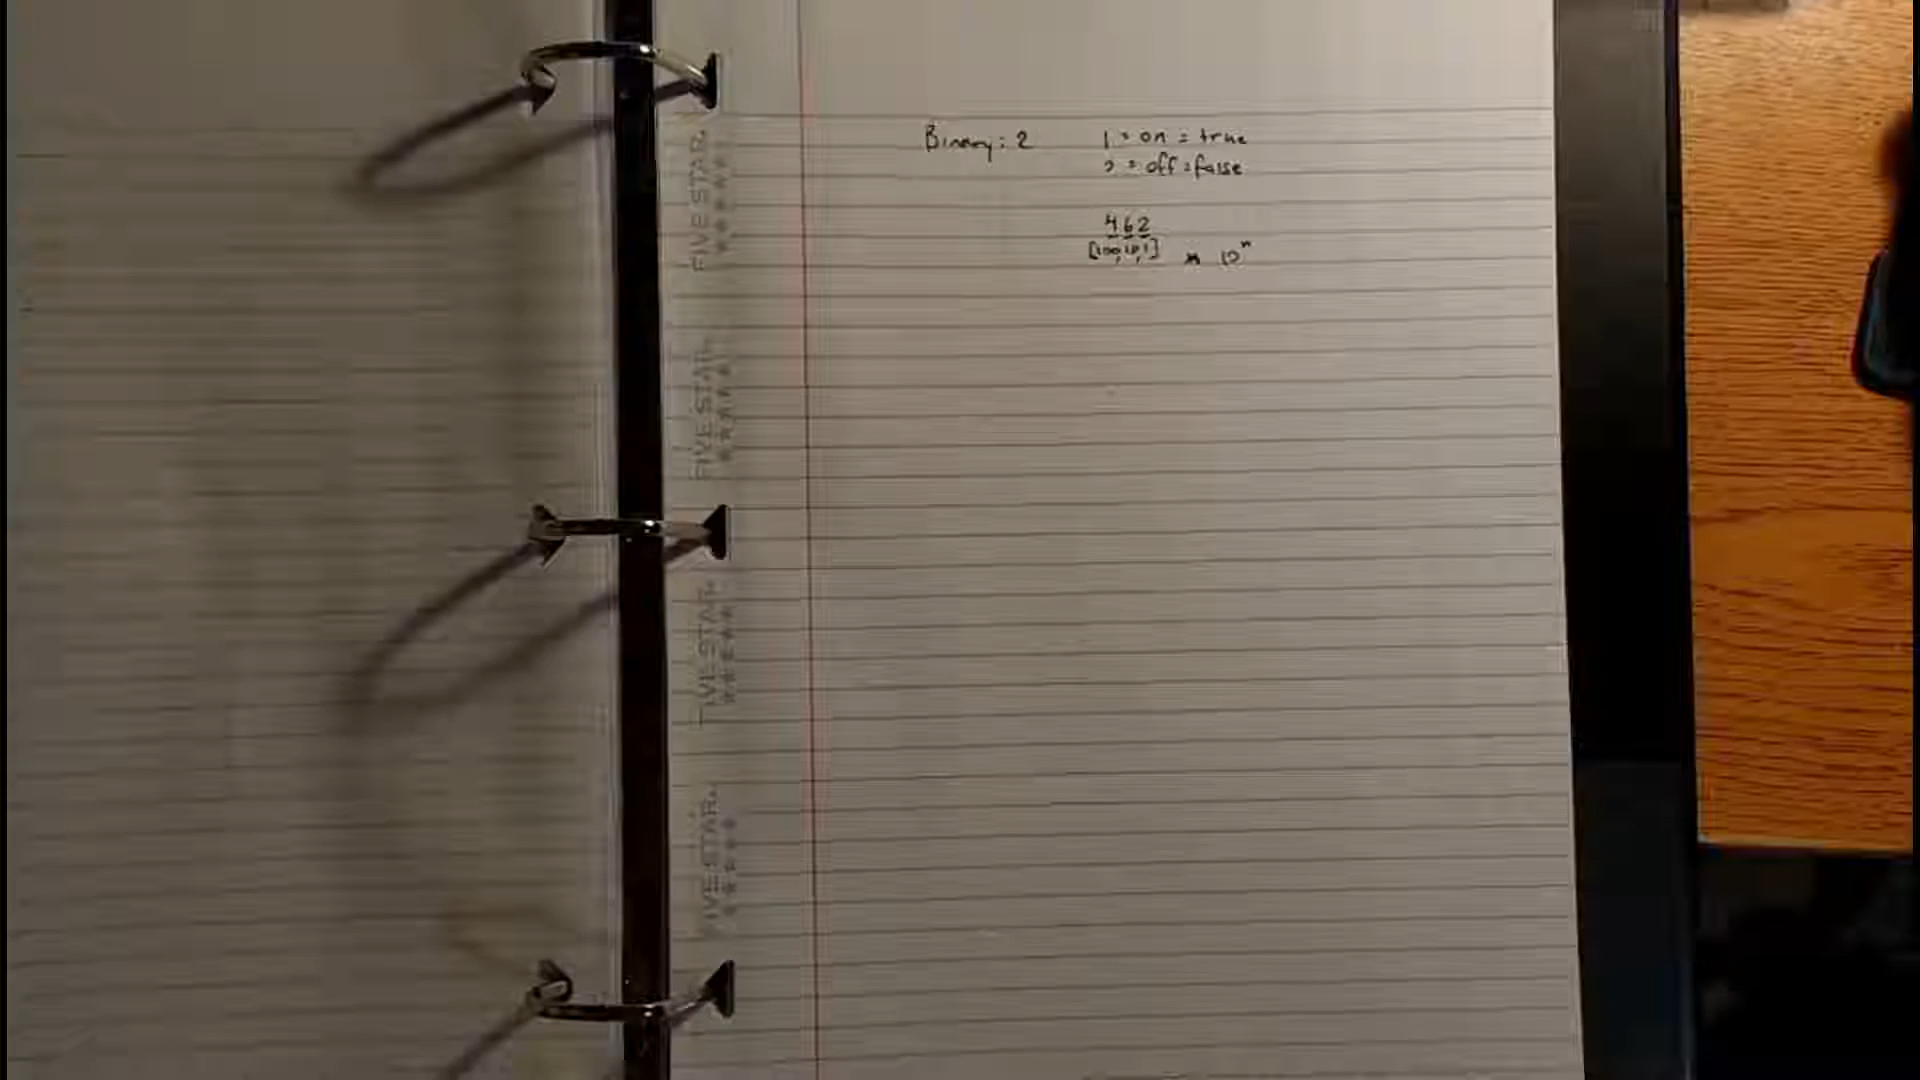 Binary: 2 1 = on = true
0 = off = false
462
[100,10,1] 10ⁿ
FIVE STAR.
★★★★★
FIVE STAR.
★★★★★
FIVE STAR.
★★★★★
FIVE STAR.
★★★★★